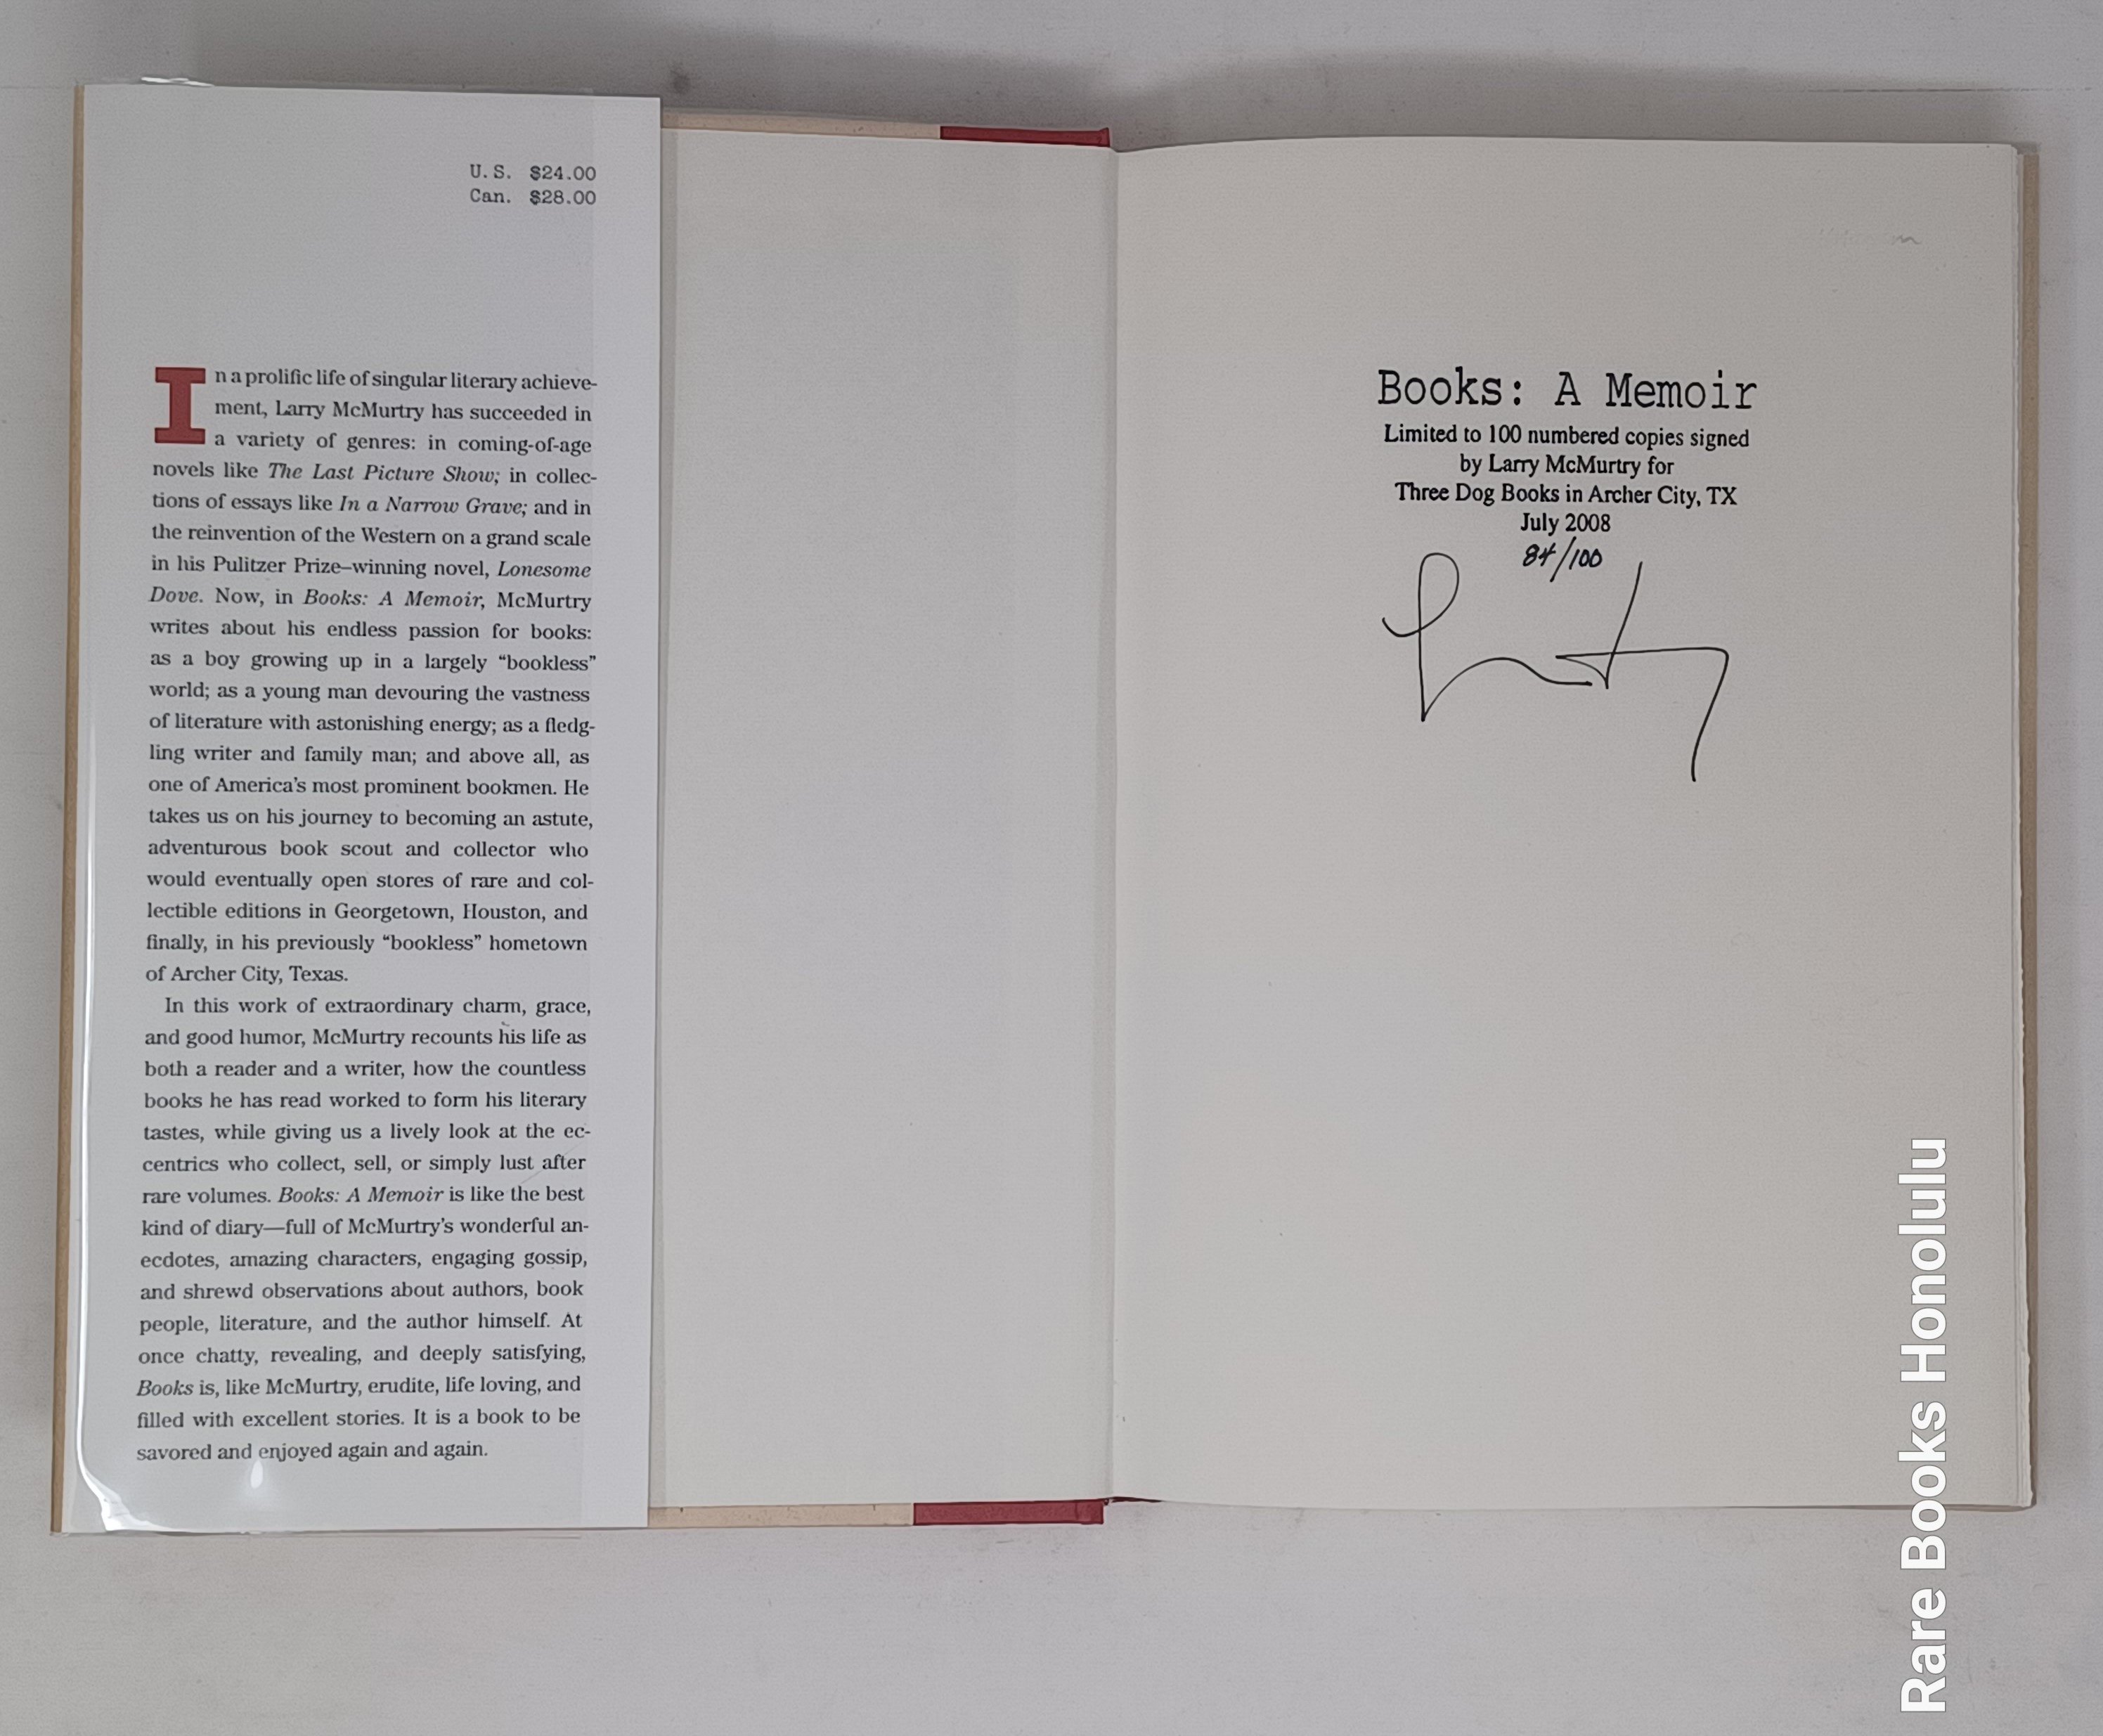 U.S. $24.00
Can. $28.00
In a prolific life of singular literary achieve-
ment, Larry McMurtry has succeeded in
a variety of genres: in coming-of-age
novels like The Last Picture Show; in collec-
tions of essays like In a Narrow Grave; and in
the reinvention of the Western on a grand scale
in his Pulitzer Prize–winning novel, Lonesome
Dove. Now, in Books: A Memoir, McMurtry
writes about his endless passion for books:
as a boy growing up in a largely “bookless”
world; as a young man devouring the vastness
of literature with astonishing energy; as a fledg-
ling writer and family man; and above all, as
one of America’s most prominent bookmen. He
takes us on his journey to becoming an astute,
adventurous book scout and collector who
would eventually open stores of rare and col-
lectible editions in Georgetown, Houston, and
finally, in his previously “bookless” hometown
of Archer City, Texas.
In this work of extraordinary charm, grace,
and good humor, McMurtry recounts his life as
both a reader and a writer, how the countless
books he has read worked to form his literary
tastes, while giving us a lively look at the ec-
centrics who collect, sell, or simply lust after
rare volumes. Books: A Memoir is like the best
kind of diary—full of McMurtry’s wonderful an-
ecdotes, amazing characters, engaging gossip,
and shrewd observations about authors, book
people, literature, and the author himself. At
once chatty, revealing, and deeply satisfying,
Books is, like McMurtry, erudite, life loving, and
filled with excellent stories. It is a book to be
savored and enjoyed again and again.
Books: A Memoir
Limited to 100 numbered copies signed
by Larry McMurtry for
Three Dog Books in Archer City, TX
July 2008
84/100
Rare Books Honolulu